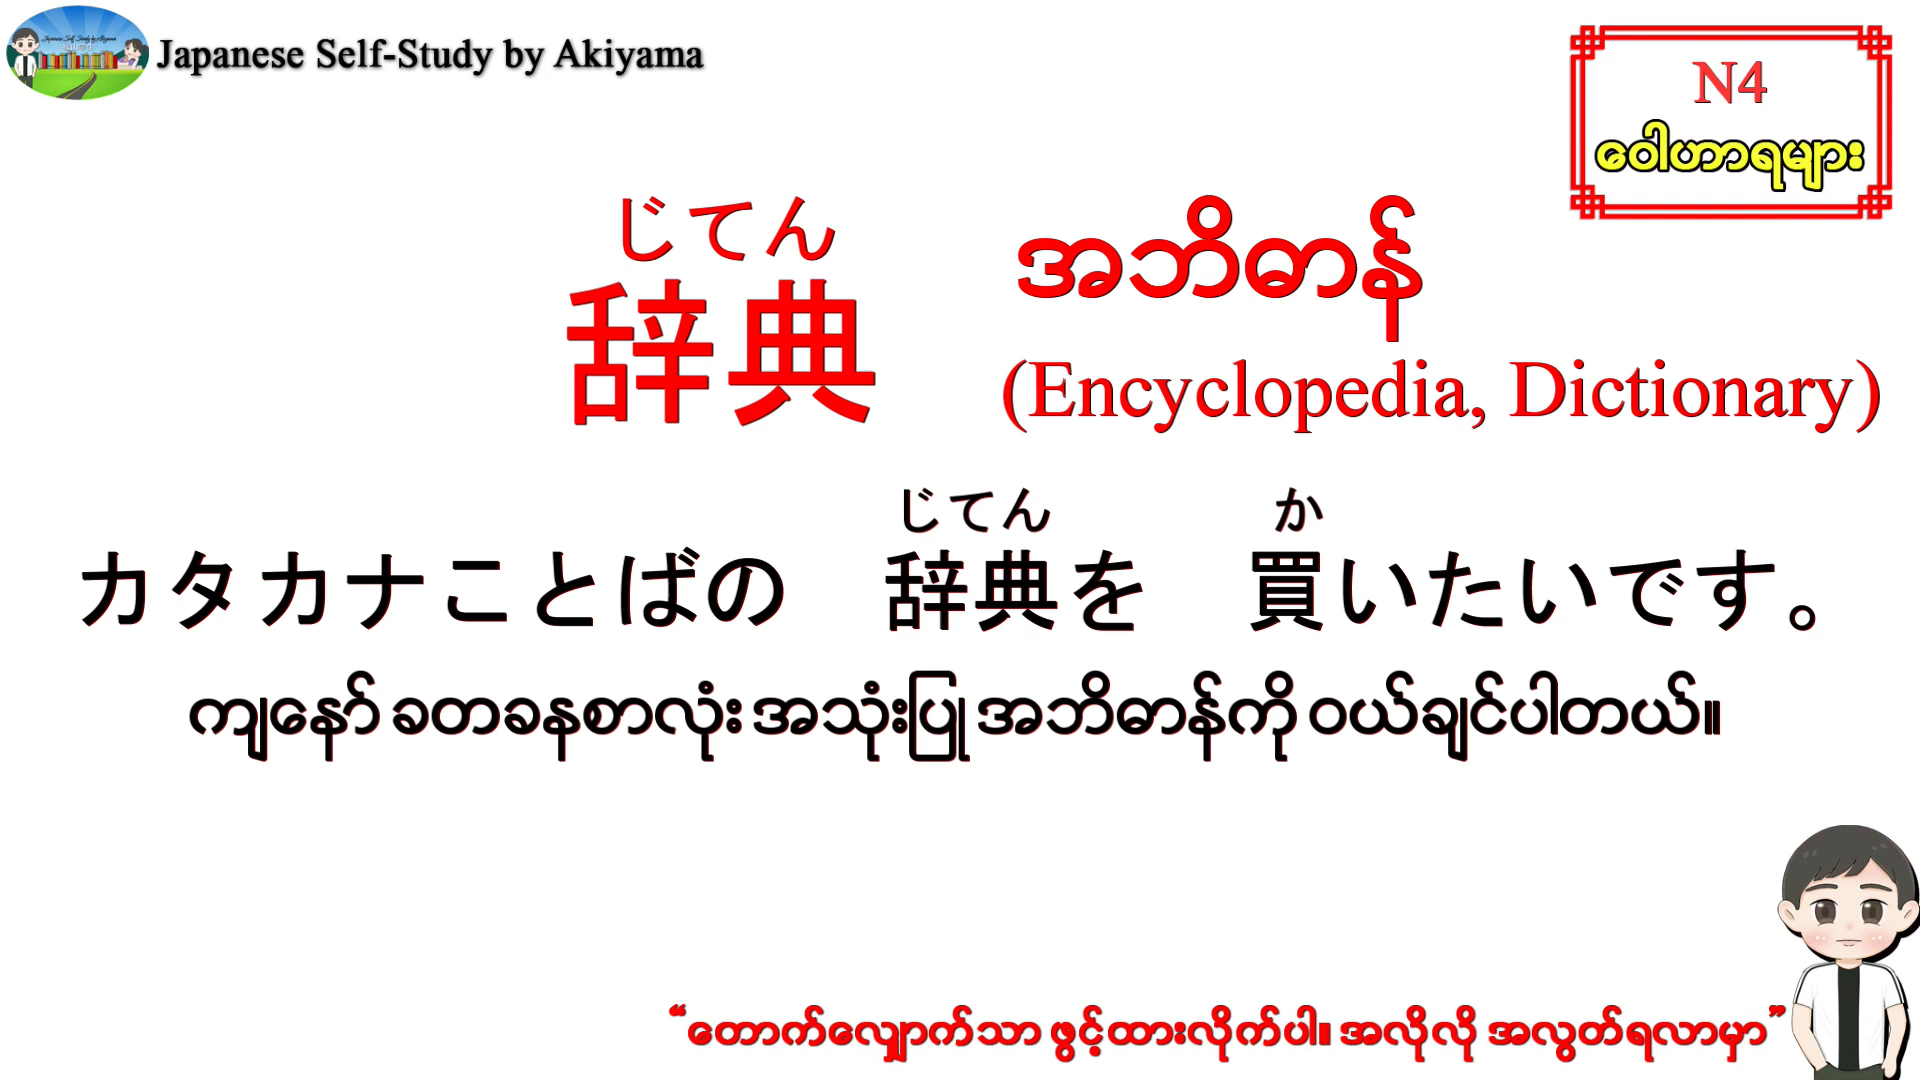 Japanese Self-Study by Akiyama
N4
ဝေါဟာရများ
じてん
辞典
အဘိဓာန်
(Encyclopedia, Dictionary)
じてん か
カタカナことばの 辞典を 買いたいです。
ကျနော် ခတခနစာလုံး အသုံးပြု အဘိဓာန်ကို ဝယ်ချင်ပါတယ်။
“တောက်လျှောက်သာ ဖွင့်ထားလိုက်ပါ။ အလိုလို အလွတ်ရလာမှာ”